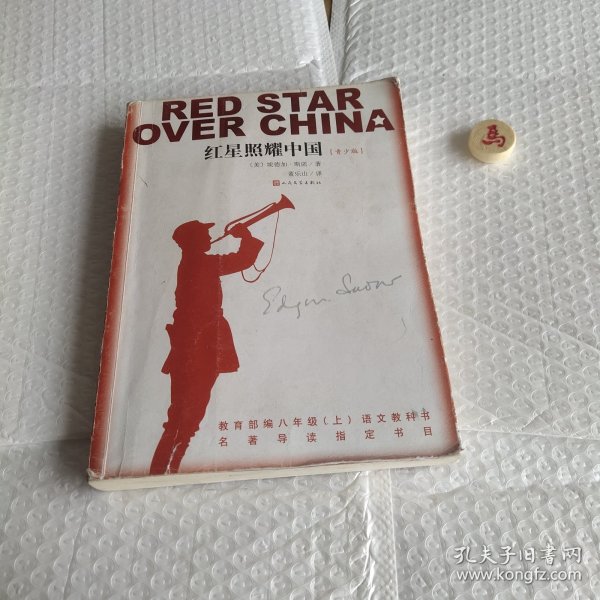 RED STAR
OVER CHINA
红星照耀中国【青少版】
〔美〕埃德加·斯诺/著
董乐山/译
人民文学出版社
Edgar Snow
教育部编八年级(上)语文教科书
名著导读指定书目
馬
孔夫子旧书网
www.kongfz.com